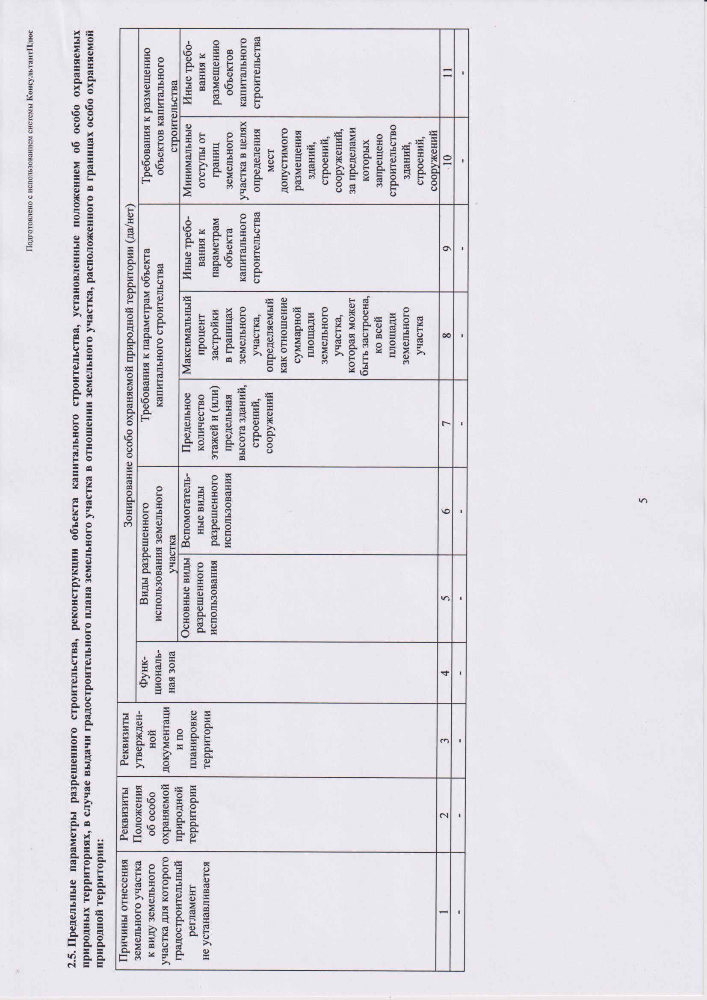 Подготовлено с использованием системы КонсультантПлюс
2.5. Предельные параметры разрешенного строительства, реконструкции объекта капитального строительства, установленные положением об особо охраняемых
природных территориях, в случае выдачи градостроительного плана земельного участка в отношении земельного участка, расположенного в границах особо охраняемой
природной территории:
Причины отнесения
земельного участка
к виду земельного
участка для которого
градостроительный
регламент
не устанавливается
Реквизиты
Положения
об особо
охраняемой
природной
территории
Реквизиты
утвержден-
ной
документаци
и по
планировке
территории
Зонирование особо охраняемой природной территории (да/нет)
Функ-
циональ-
ная зона
Виды разрешенного
использования земельного
участка
Требования к параметрам объекта
капитального строительства
Требования к размещению
объектов капитального
строительства
Основные виды
разрешенного
использования
Вспомогатель-
ные виды
разрешенного
использования
Предельное
количество
этажей и (или)
предельная
высота зданий,
строений,
сооружений
Максимальный
процент
застройки
в границах
земельного
участка,
определяемый
как отношение
суммарной
площади
земельного
участка,
которая может
быть застроена,
ко всей
площади
земельного
участка
Иные требо-
вания к
параметрам
объекта
капитального
строительства
Минимальные
отступы от
границ
земельного
участка в целях
определения
мест
допустимого
размещения
зданий,
строений,
сооружений,
за пределами
которых
запрещено
строительство
зданий,
строений,
сооружений
Иные требо-
вания к
размещению
объектов
капитального
строительства
1 2 3 4 5 6 7 8 9 10 11
- - - - - - - - - - -
5